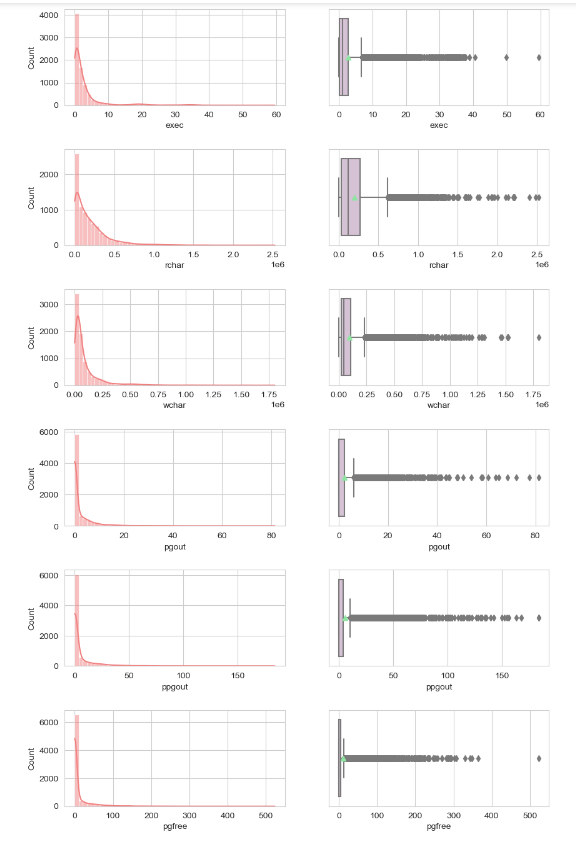 4000
3000
2000
1000
0
Count
0 10 20 30 40 50 60
exec
0 10 20 30 40 50 60
exec
2000
1000
0
Count
0.0 0.5 1.0 1.5 2.0 2.5
1e6
rchar
0.0 0.5 1.0 1.5 2.0 2.5
1e6
rchar
3000
2000
1000
0
Count
0.00 0.25 0.50 0.75 1.00 1.25 1.50 1.75
1e6
wchar
0.00 0.25 0.50 0.75 1.00 1.25 1.50 1.75
1e6
wchar
6000
4000
2000
0
Count
0 20 40 60 80
pgout
0 20 40 60 80
pgout
6000
4000
2000
0
Count
0 50 100 150
ppgout
0 50 100 150
ppgout
6000
4000
2000
0
Count
0 100 200 300 400 500
pgfree
0 100 200 300 400 500
pgfree